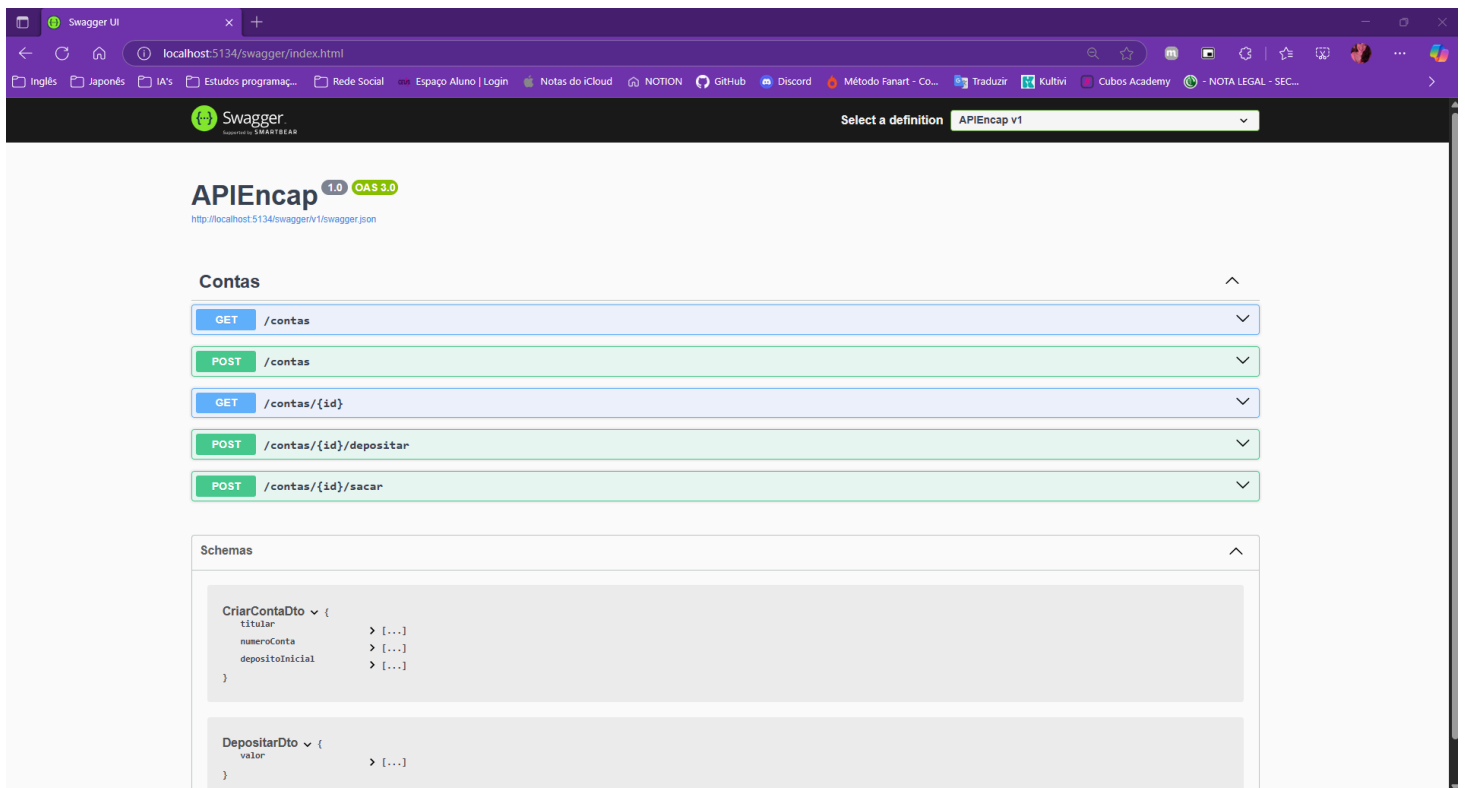 Swagger UI
localhost:5134/swagger/index.html
Inglês Japonês IA's Estudos programaç... Rede Social Espaço Aluno | Login Notas do iCloud NOTION GitHub Discord Método Fanart - Co... Traduzir Kultivi Cubos Academy - NOTA LEGAL - SEC...
Swagger. Select a definition APIEncap v1
Supported by SMARTBEAR
APIEncap 1.0 OAS 3.0
http://localhost:5134/swagger/v1/swagger.json
Contas
GET /contas
POST /contas
GET /contas/{id}
POST /contas/{id}/depositar
POST /contas/{id}/sacar
Schemas
CriarContaDto {
titular [...]
numeroConta [...]
depositoInicial [...]
}
DepositarDto {
valor [...]
}